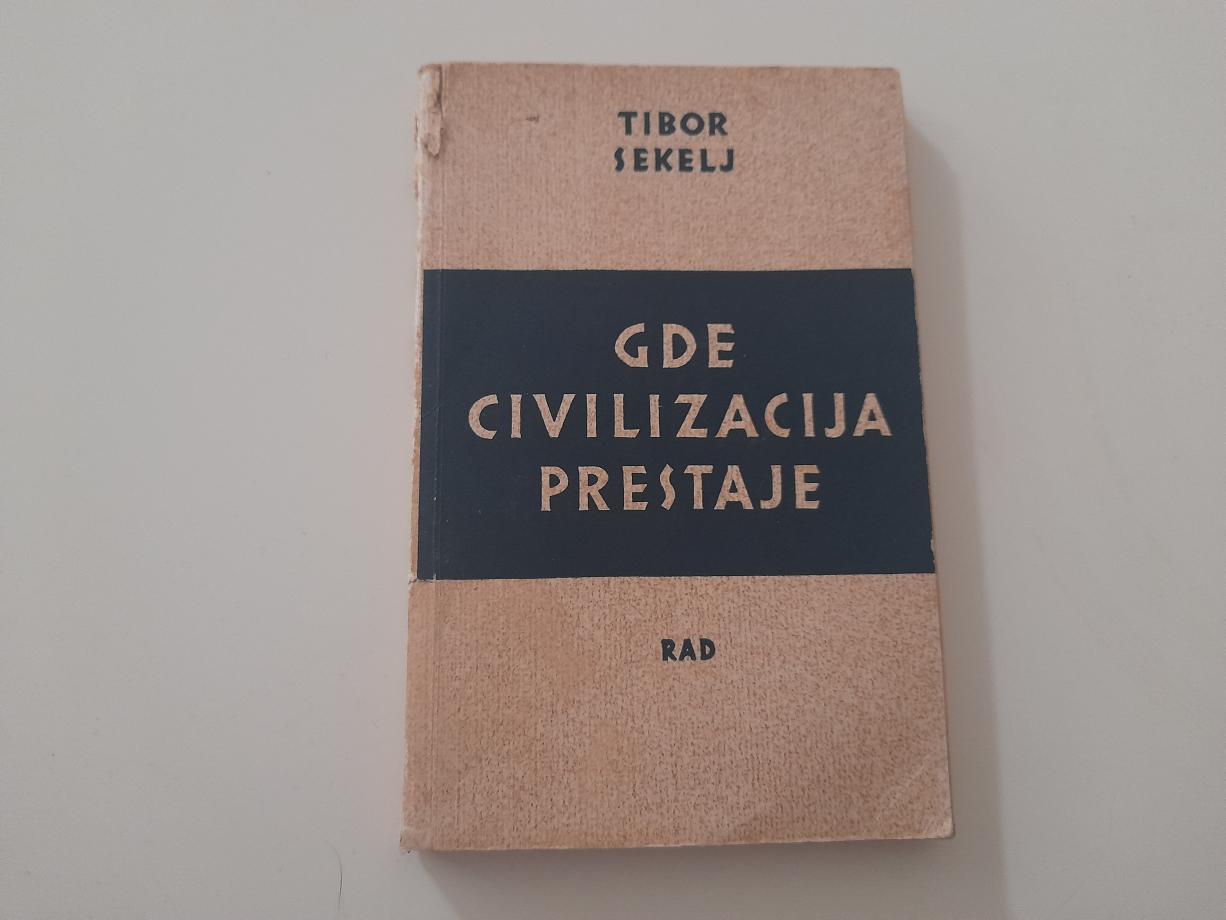 TIBOR
SEKELJ
GDE
CIVILIZACIJA
PRESTAJE
RAD